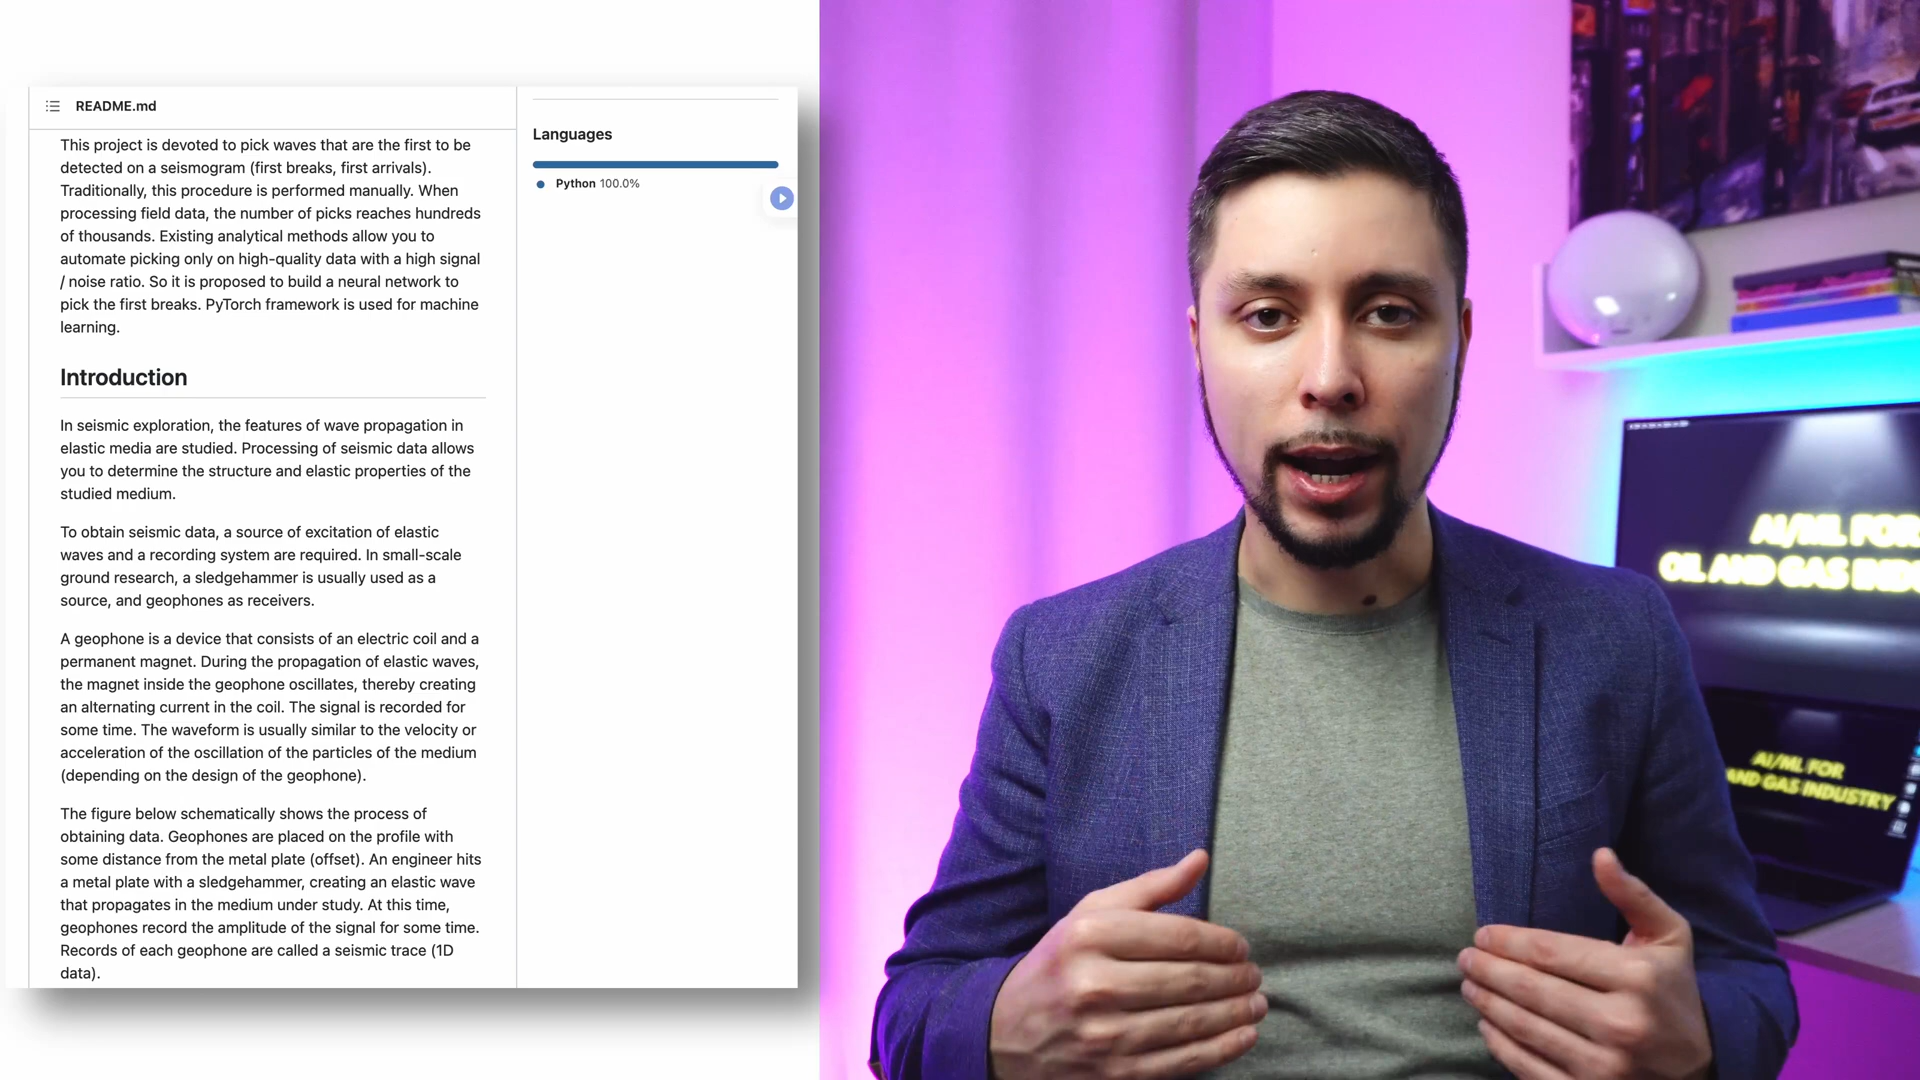 README.md
This project is devoted to pick waves that are the first to be
detected on a seismogram (first breaks, first arrivals).
Traditionally, this procedure is performed manually. When
processing field data, the number of picks reaches hundreds
of thousands. Existing analytical methods allow you to
automate picking only on high-quality data with a high signal
/ noise ratio. So it is proposed to build a neural network to
pick the first breaks. PyTorch framework is used for machine
learning.
Introduction
In seismic exploration, the features of wave propagation in
elastic media are studied. Processing of seismic data allows
you to determine the structure and elastic properties of the
studied medium.
To obtain seismic data, a source of excitation of elastic
waves and a recording system are required. In small-scale
ground research, a sledgehammer is usually used as a
source, and geophones as receivers.
A geophone is a device that consists of an electric coil and a
permanent magnet. During the propagation of elastic waves,
the magnet inside the geophone oscillates, thereby creating
an alternating current in the coil. The signal is recorded for
some time. The waveform is usually similar to the velocity or
acceleration of the oscillation of the particles of the medium
(depending on the design of the geophone).
The figure below schematically shows the process of
obtaining data. Geophones are placed on the profile with
some distance from the metal plate (offset). An engineer hits
a metal plate with a sledgehammer, creating an elastic wave
that propagates in the medium under study. At this time,
geophones record the amplitude of the signal for some time.
Records of each geophone are called a seismic trace (1D
data).
Languages
Python 100.0%
AI/ML FOR
OIL AND GAS INDU
AI/ML FOR
AND GAS INDUSTRY